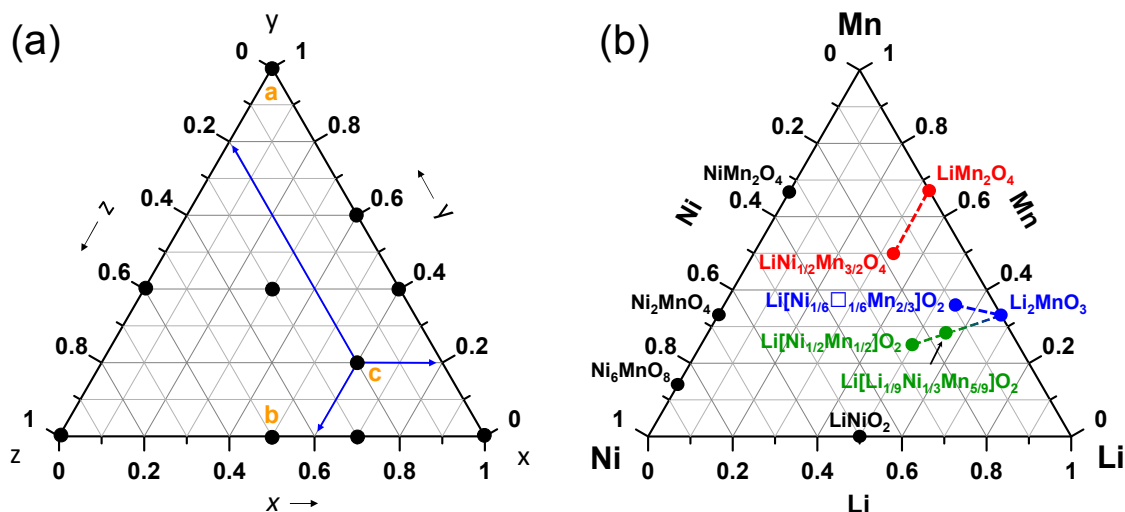 (a)
y
0 1
a
0.2 0.8
z y
0.4 0.6
0.6 0.4
0.8 0.2
c
b
1 0
z x
0 0.2 0.4 0.6 0.8 1
x
(b)
Mn
0 1
0.2 0.8
NiMn2O4 LiMn2O4
Ni Mn
0.4 0.6
LiNi1/2Mn3/2O4
0.6 0.4
Ni2MnO4 Li[Ni1/6□1/6Mn2/3]O2 Li2MnO3
Li[Ni1/2Mn1/2]O2
0.8 0.2
Ni6MnO8 Li[Li1/9Ni1/3Mn5/9]O2
LiNiO2
1 0
Ni Li
0 0.2 0.4 0.6 0.8 1
Li